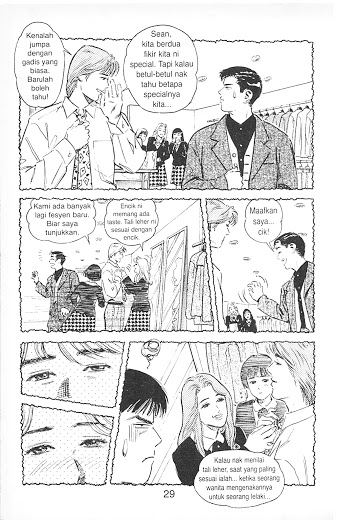 Kenalah
jumpa
dengan
gadis yang
biasa.
Barulah
boleh
tahu!
Sean,
kita berdua
fikir kita ni
special. Tapi kalau
betul-betul nak
tahu betapa
specialnya
kita...
Kami ada banyak
lagi fesyen baru.
Biar saya
tunjukkan.
Encik ni
memang ada
taste. Tali leher ni
sesuai dengan
encik.
Maafkan
saya...
cik!
Kalau nak menilai
tali leher, saat yang paling
sesuai ialah... ketika seorang
wanita mengenakannya
untuk seorang lelaki...
29